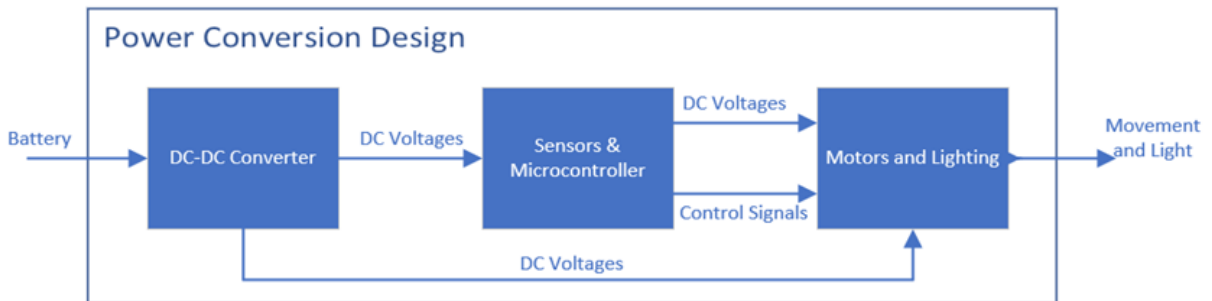 Power Conversion Design
Battery
DC-DC Converter
DC Voltages
Sensors &
Microcontroller
DC Voltages
Control Signals
Motors and Lighting
Movement
and Light
DC Voltages